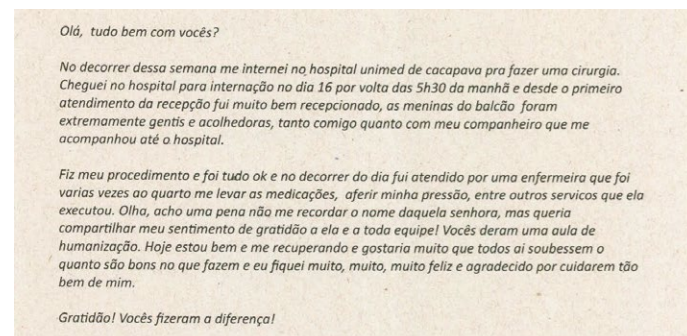 Olá, tudo bem com vocês?
No decorrer dessa semana me internei no hospital unimed de cacapava pra fazer uma cirurgia.
Cheguei no hospital para internação no dia 16 por volta das 5h30 da manhã e desde o primeiro
atendimento da recepção fui muito bem recepcionado, as meninas do balcão foram
extremamente gentis e acolhedoras, tanto comigo quanto com meu companheiro que me
acompanhou até o hospital.
Fiz meu procedimento e foi tudo ok e no decorrer do dia fui atendido por uma enfermeira que foi
varias vezes ao quarto me levar as medicações, aferir minha pressão, entre outros servicos que ela
executou. Olha, acho uma pena não me recordar o nome daquela senhora, mas queria
compartilhar meu sentimento de gratidão a ela e a toda equipe! Vocês deram uma aula de
humanização. Hoje estou bem e me recuperando e gostaria muito que todos ai soubessem o
quanto são bons no que fazem e eu fiquei muito, muito, muito feliz e agradecido por cuidarem tão
bem de mim.
Gratidão! Vocês fizeram a diferença!